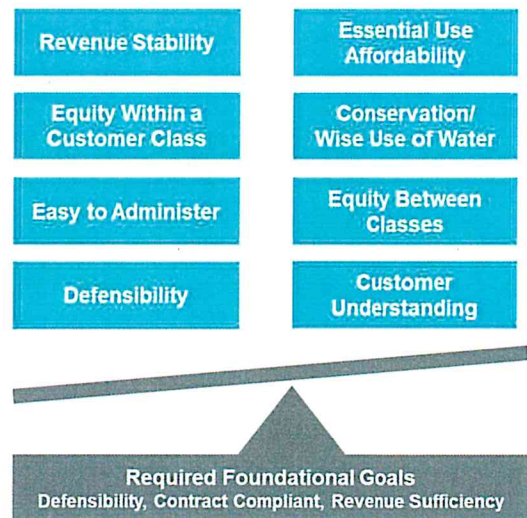 Revenue Stability
Essential Use
Affordability
Equity Within a
Customer Class
Conservation/
Wise Use of Water
Easy to Administer
Equity Between
Classes
Defensibility
Customer
Understanding
Required Foundational Goals
Defensibility, Contract Compliant, Revenue Sufficiency